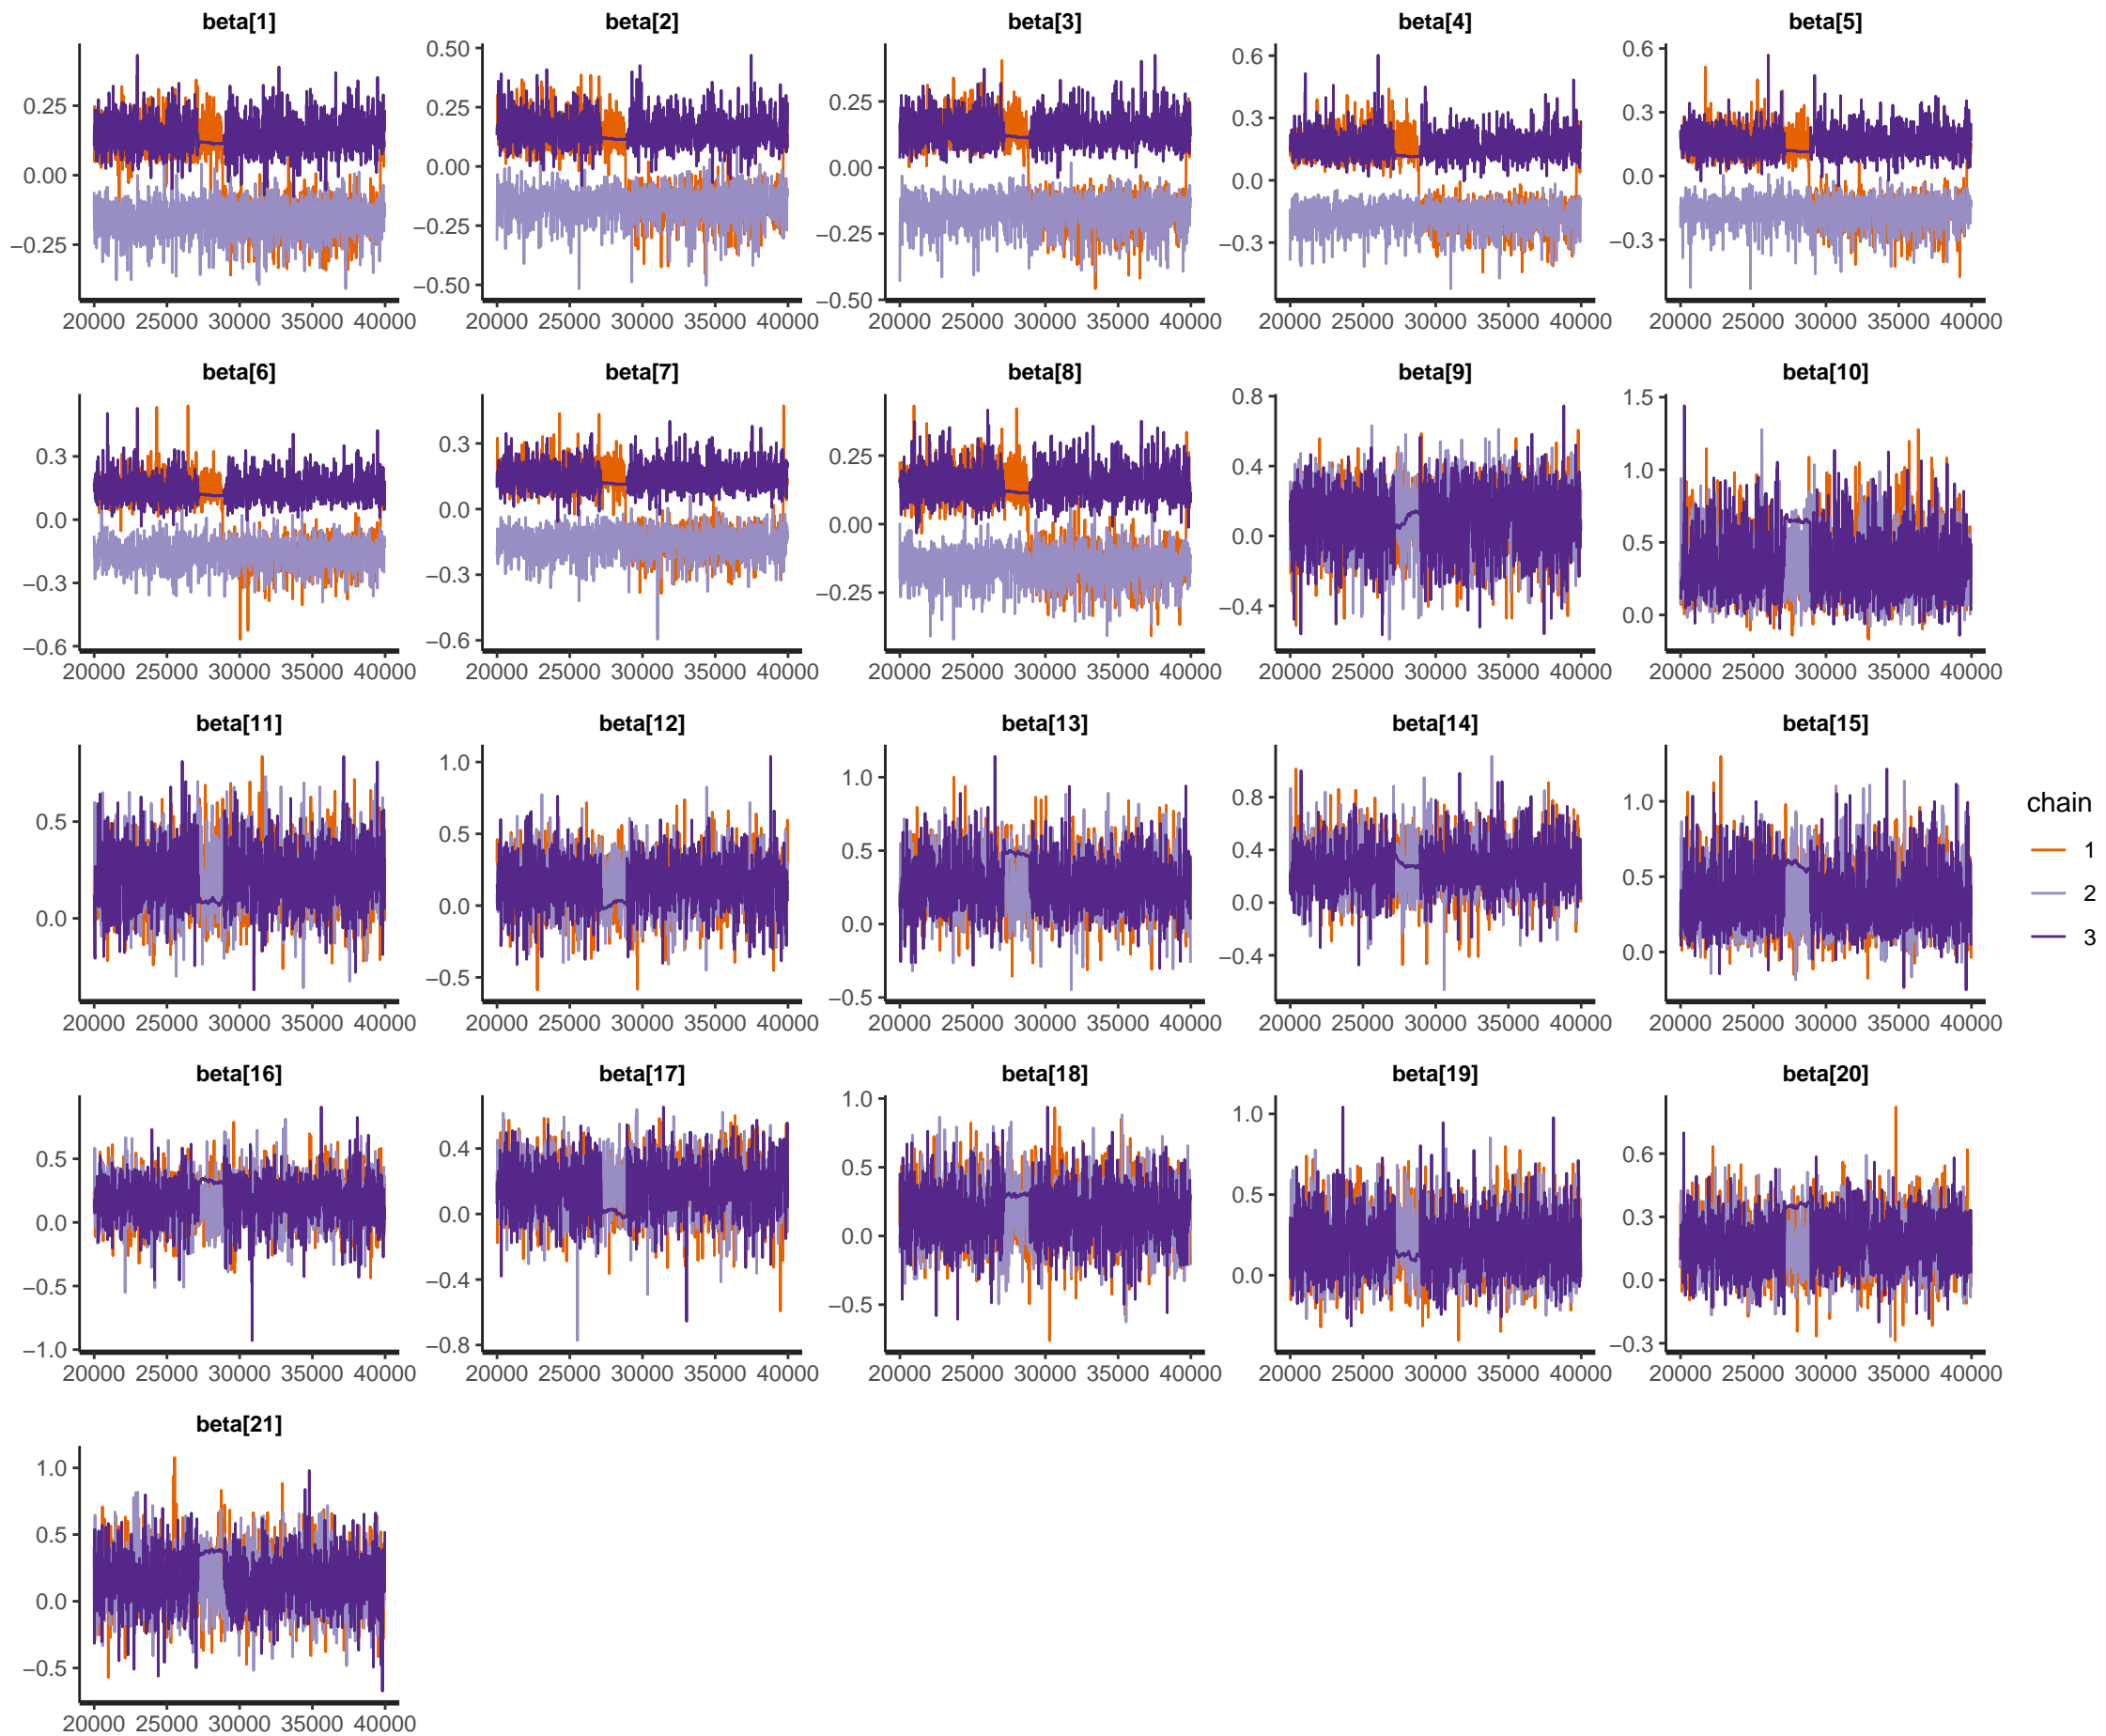 beta[1] beta[2] beta[3] beta[4] beta[5]
0.25 0.00 −0.25
0.50 0.25 0.00 −0.25 −0.50
0.25 0.00 −0.25 −0.50
0.6 0.3 0.0 −0.3
0.6 0.3 0.0 −0.3
20000 25000 30000 35000 40000 20000 25000 30000 35000 40000 20000 25000 30000 35000 40000 20000 25000 30000 35000 40000 20000 25000 30000 35000 40000
beta[6] beta[7] beta[8] beta[9] beta[10]
0.3 0.0 −0.3 −0.6
0.3 0.0 −0.3 −0.6
0.25 0.00 −0.25
0.8 0.4 0.0 −0.4
1.5 1.0 0.5 0.0
20000 25000 30000 35000 40000 20000 25000 30000 35000 40000 20000 25000 30000 35000 40000 20000 25000 30000 35000 40000 20000 25000 30000 35000 40000
beta[11] beta[12] beta[13] beta[14] beta[15]
0.5 0.0
1.0 0.5 0.0 −0.5
1.0 0.5 0.0 −0.5
0.8 0.4 0.0 −0.4
1.0 0.5 0.0
20000 25000 30000 35000 40000 20000 25000 30000 35000 40000 20000 25000 30000 35000 40000 20000 25000 30000 35000 40000 20000 25000 30000 35000 40000
chain
1
2
3
beta[16] beta[17] beta[18] beta[19] beta[20]
0.5 0.0 −0.5 −1.0
0.4 0.0 −0.4 −0.8
1.0 0.5 0.0 −0.5
1.0 0.5 0.0
0.6 0.3 0.0 −0.3
20000 25000 30000 35000 40000 20000 25000 30000 35000 40000 20000 25000 30000 35000 40000 20000 25000 30000 35000 40000 20000 25000 30000 35000 40000
beta[21]
1.0 0.5 0.0 −0.5
20000 25000 30000 35000 40000